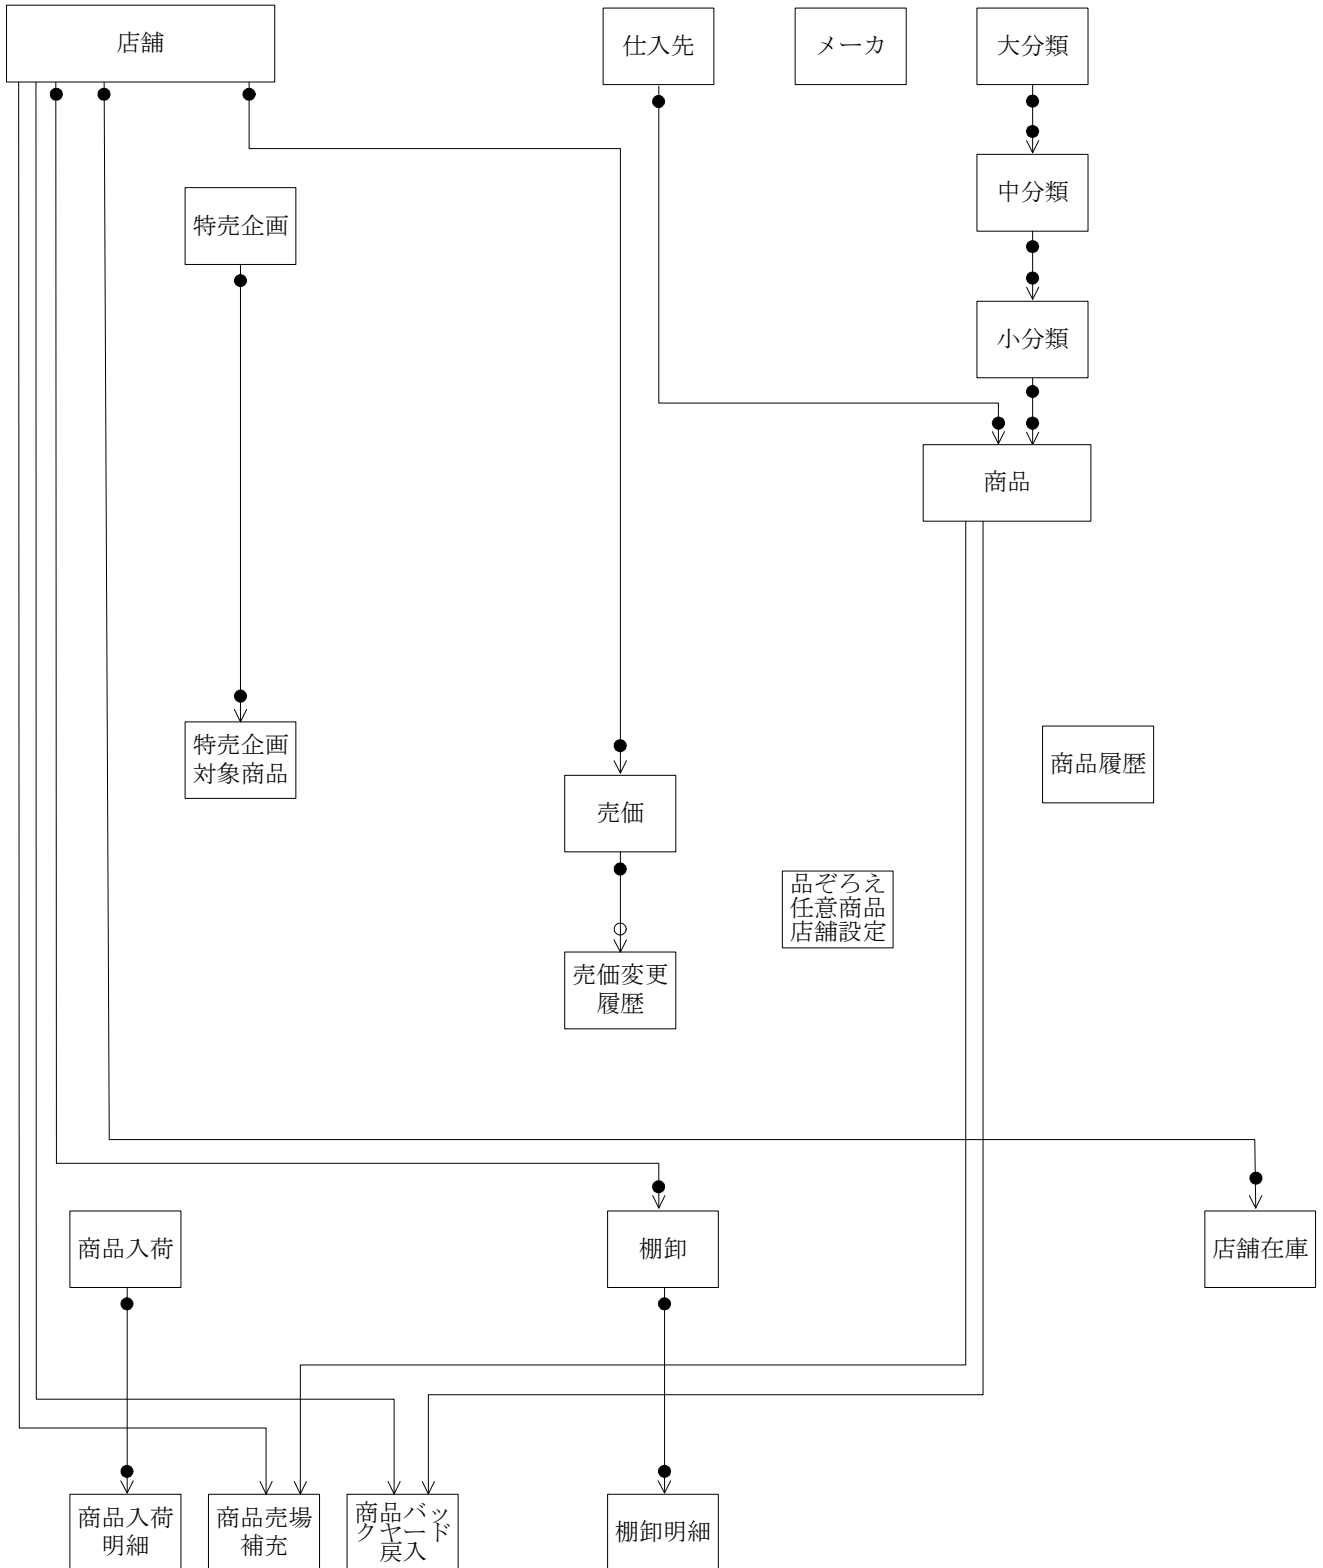 店舗
仕入先
メーカ
大分類
中分類
特売企画
小分類
商品
特売企画
対象商品
商品履歴
売価
品ぞろえ
任意商品
店舗設定
売価変更
履歴
商品入荷
棚卸
店舗在庫
商品入荷
明細
商品売場
補充
商品バッ
クヤード
戻入
棚卸明細